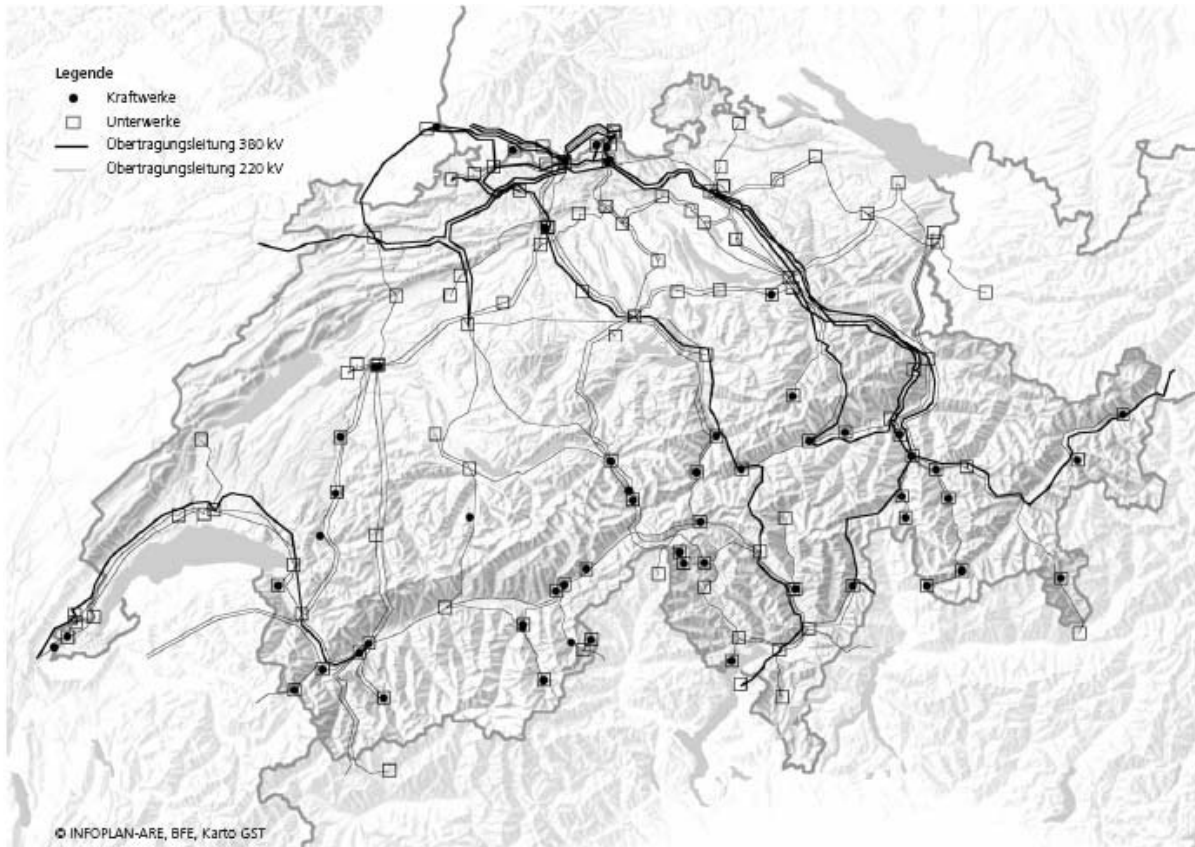 Legende
Kraftwerke
Unterwerke
Übertragungsleitung 380 kV
Übertragungsleitung 220 kV
© INFOPLAN-ARE, BFE, Karto GST